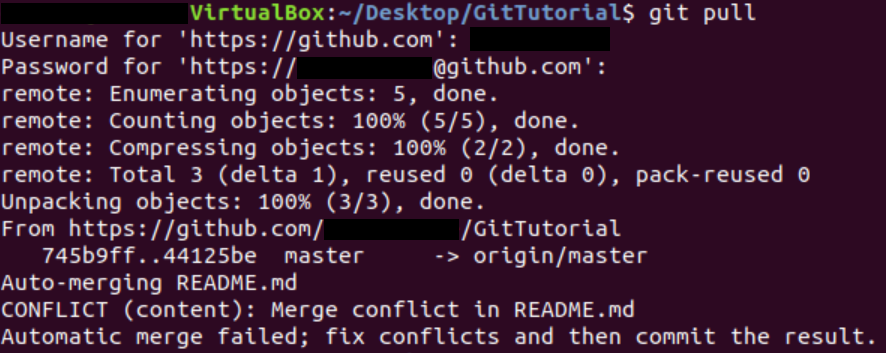 VirtualBox:~/Desktop/GitTutorial$ git pull
Username for 'https://github.com':
Password for 'https:// @github.com':
remote: Enumerating objects: 5, done.
remote: Counting objects: 100% (5/5), done.
remote: Compressing objects: 100% (2/2), done.
remote: Total 3 (delta 1), reused 0 (delta 0), pack-reused 0
Unpacking objects: 100% (3/3), done.
From https://github.com/ /GitTutorial
   745b9ff..44125be  master     -> origin/master
Auto-merging README.md
CONFLICT (content): Merge conflict in README.md
Automatic merge failed; fix conflicts and then commit the result.